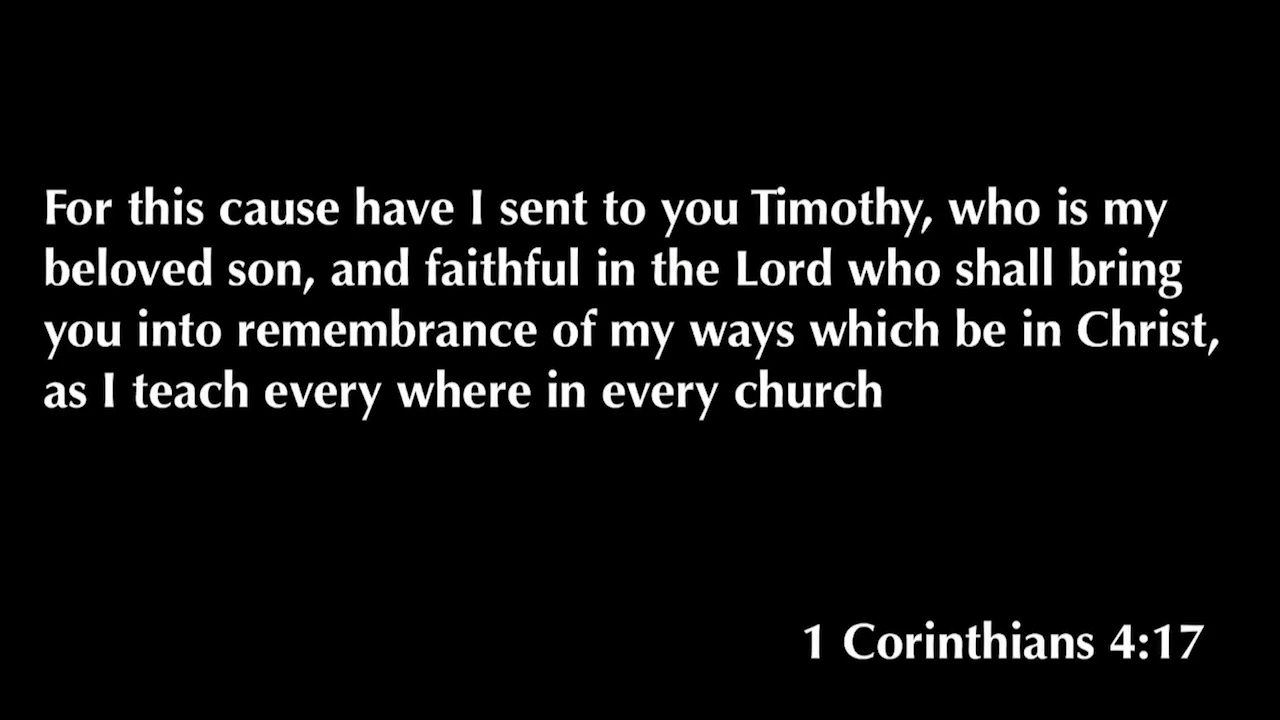 For this cause have I sent to you Timothy, who is my
beloved son, and faithful in the Lord who shall bring
you into remembrance of my ways which be in Christ,
as I teach every where in every church
1 Corinthians 4:17